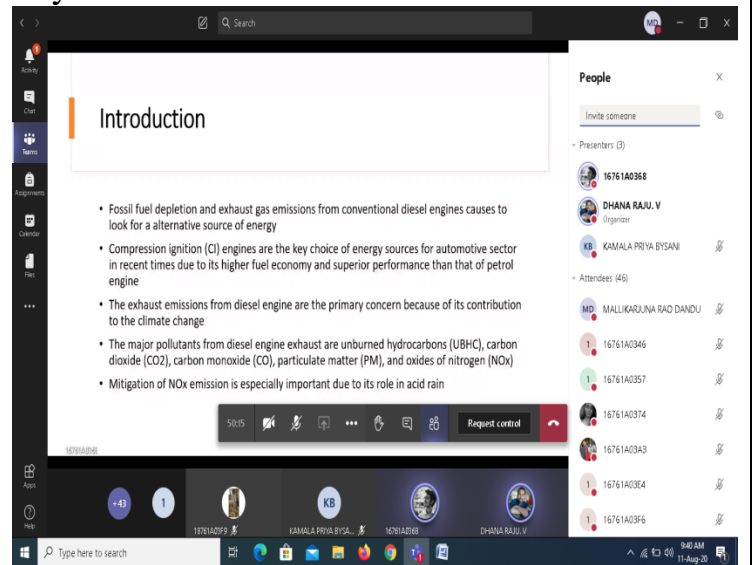 Search
MD
Activity
Chat
Teams
Assignments
Calendar
Files
Apps
Help
Introduction
• Fossil fuel depletion and exhaust gas emissions from conventional diesel engines causes to
look for a alternative source of energy
• Compression ignition (CI) engines are the key choice of energy sources for automotive sector
in recent times due to its higher fuel economy and superior performance than that of petrol
engine
• The exhaust emissions from diesel engine are the primary concern because of its contribution
to the climate change
• The major pollutants from diesel engine exhaust are unburned hydrocarbons (UBHC), carbon
dioxide (CO2), carbon monoxide (CO), particulate matter (PM), and oxides of nitrogen (NOx)
• Mitigation of NOx emission is especially important due to its role in acid rain
50:15
Request control
16761A0368
+43
1
KB
18761A03F9
KAMALA PRIYA BYSA...
16761A0368
DHANA RAJU. V
People
Invite someone
Presenters (3)
16761A0368
DHANA RAJU. V
Organizer
KB KAMALA PRIYA BYSANI
Attendees (46)
MD MALLIKARJUNA RAO DANDU
1 16761A0346
1 16761A0357
16761A0374
16761A03A3
1 16761A03E4
1 16761A03F6
Type here to search
9:40 AM
11-Aug-20